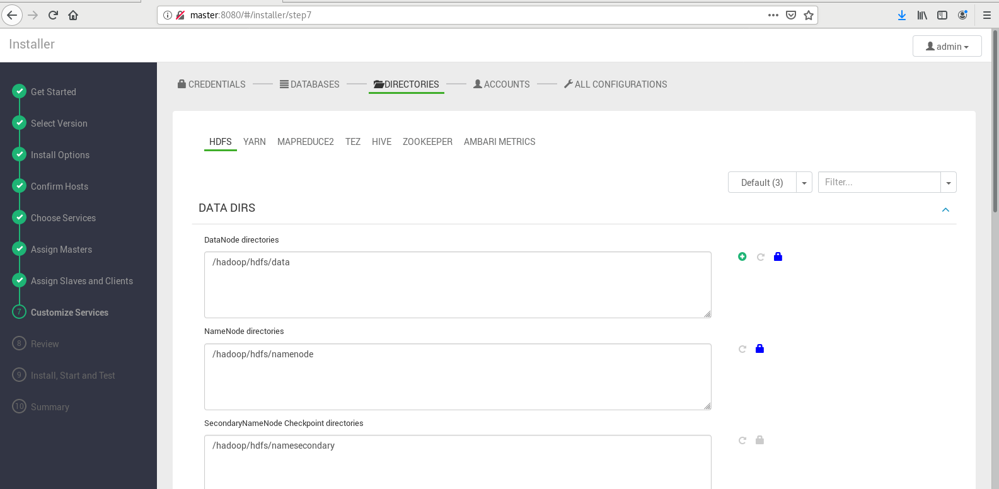 master:8080/#/installer/step7
Installer
admin
Get Started
Select Version
Install Options
Confirm Hosts
Choose Services
Assign Masters
Assign Slaves and Clients
7 Customize Services
8 Review
9 Install, Start and Test
10 Summary
CREDENTIALS DATABASES DIRECTORIES ACCOUNTS ALL CONFIGURATIONS
HDFS YARN MAPREDUCE2 TEZ HIVE ZOOKEEPER AMBARI METRICS
Default (3) Filter...
DATA DIRS
DataNode directories
/hadoop/hdfs/data
NameNode directories
/hadoop/hdfs/namenode
SecondaryNameNode Checkpoint directories
/hadoop/hdfs/namesecondary